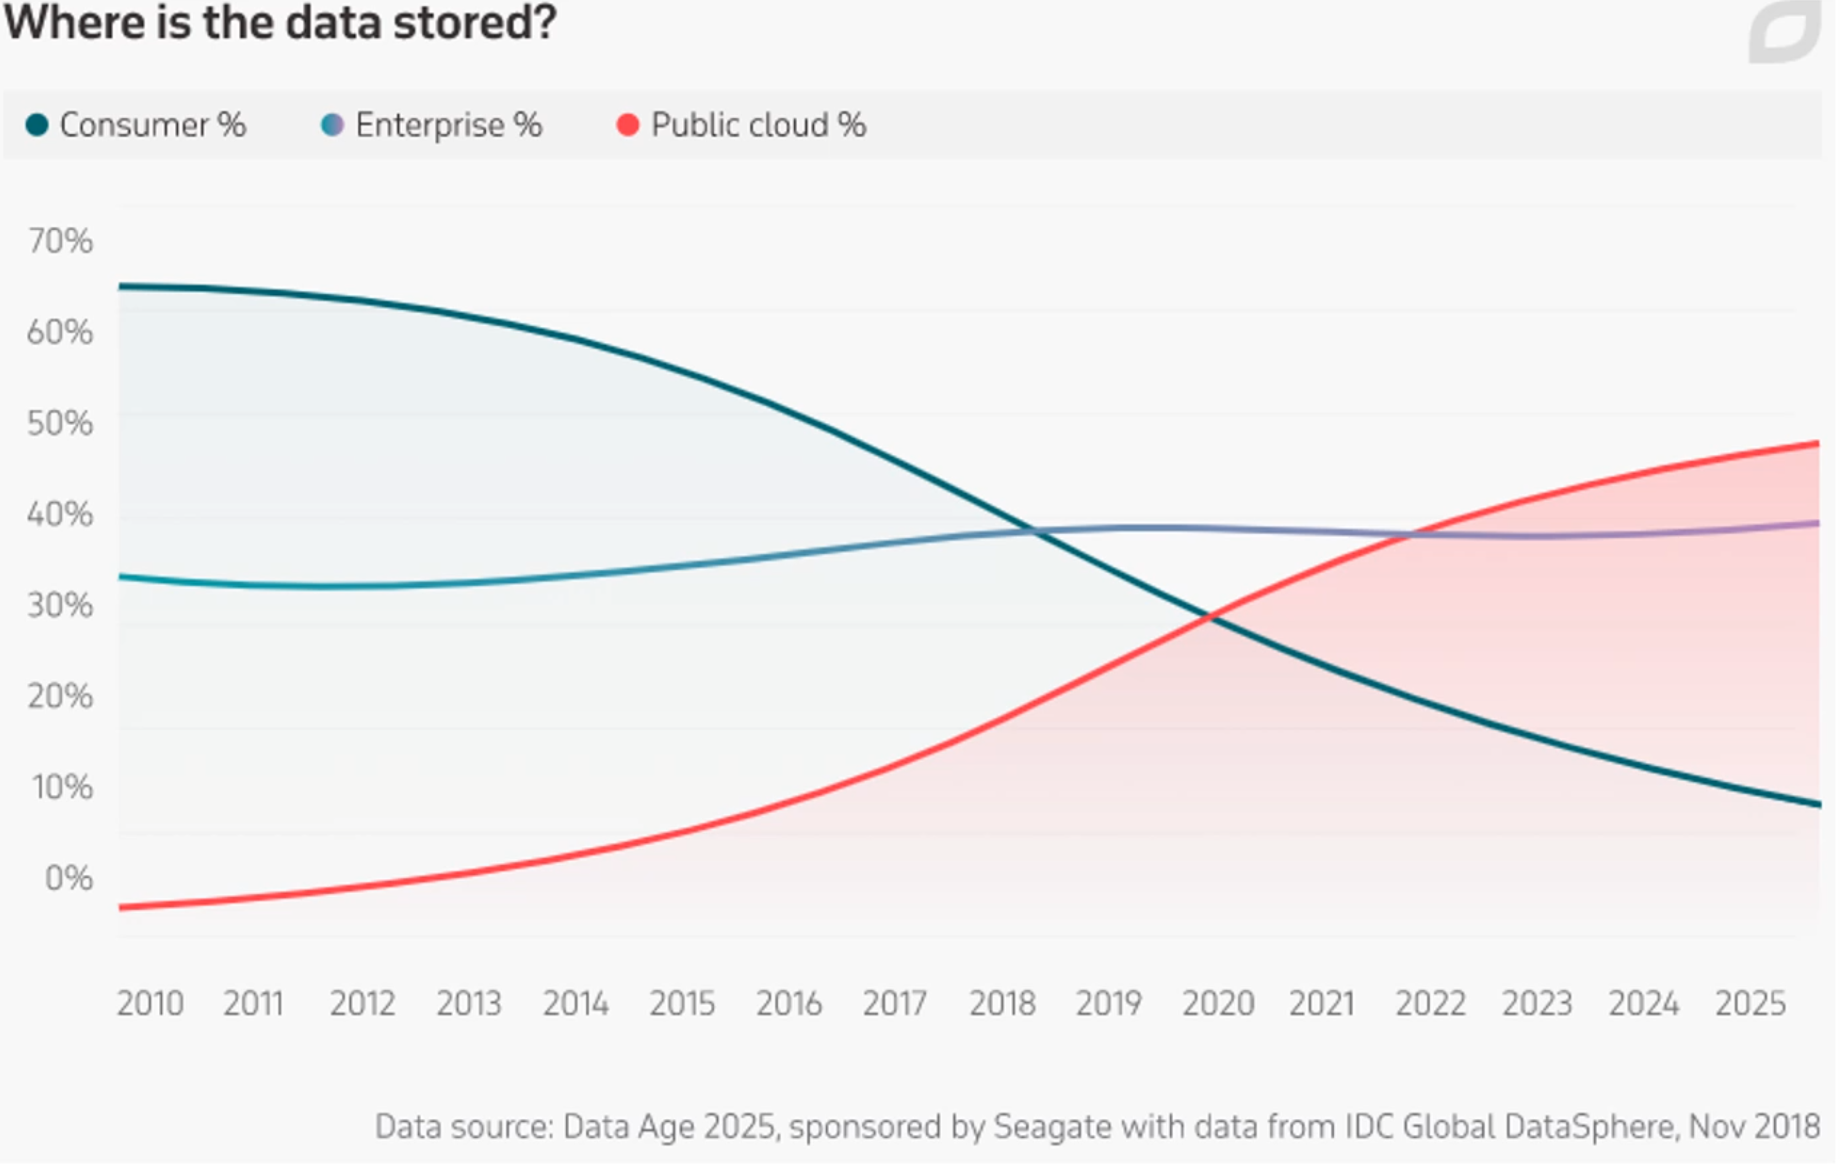 Where is the data stored?
Consumer % Enterprise % Public cloud %
70%
60%
50%
40%
30%
20%
10%
0%
2010 2011 2012 2013 2014 2015 2016 2017 2018 2019 2020 2021 2022 2023 2024 2025
Data source: Data Age 2025, sponsored by Seagate with data from IDC Global DataSphere, Nov 2018